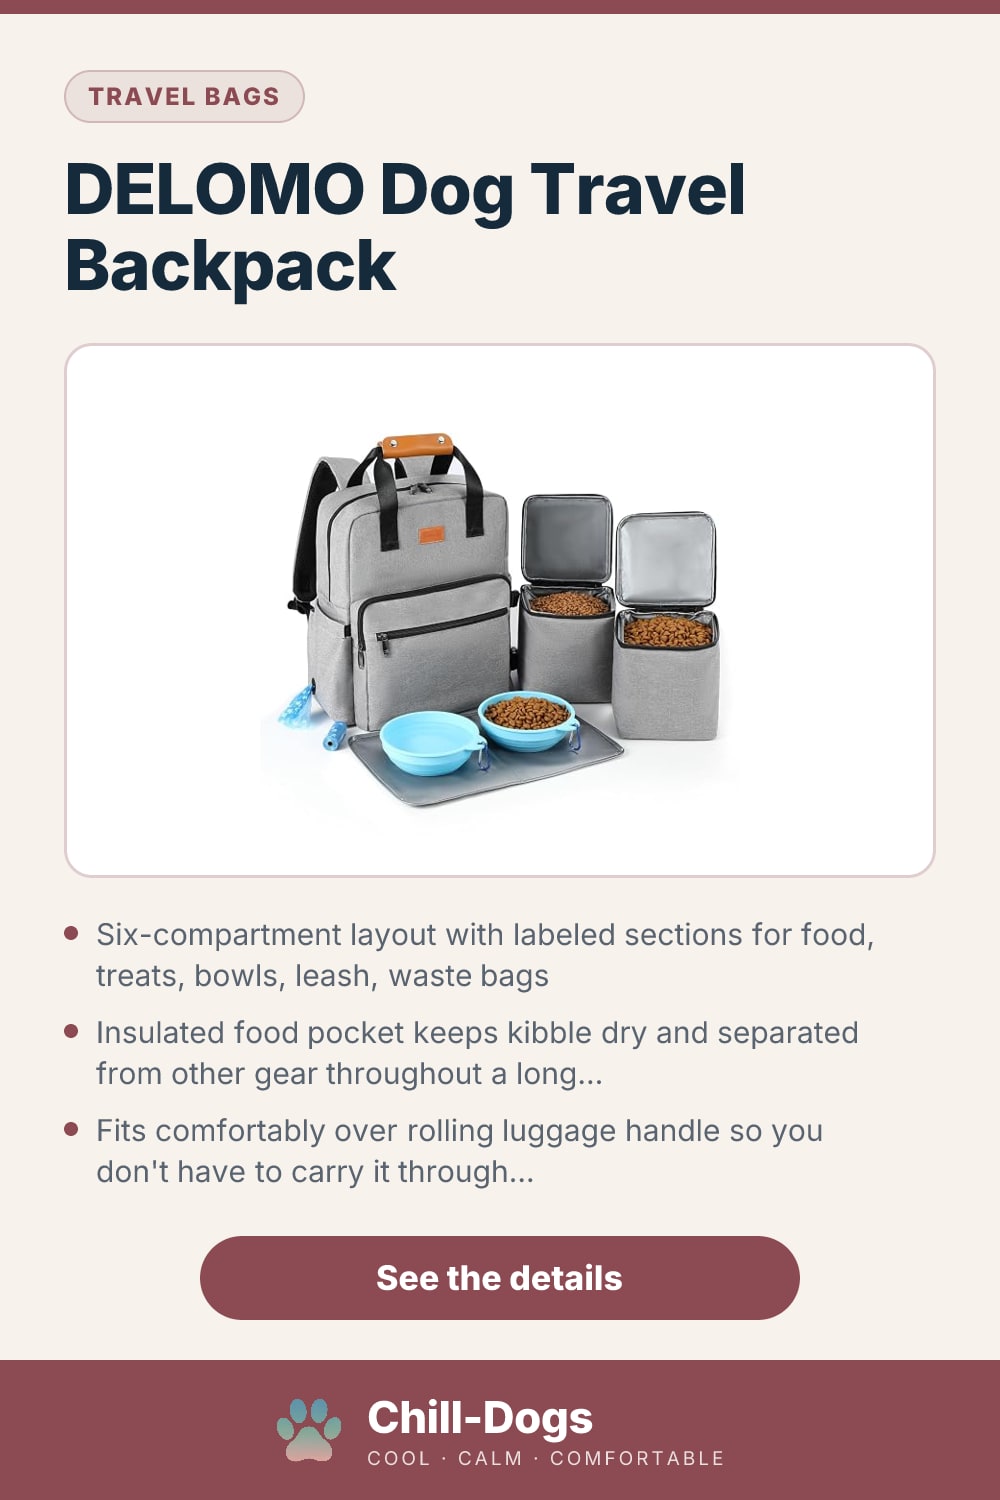 TRAVEL BAGS
DELOMO Dog Travel
Backpack
Six-compartment layout with labeled sections for food,
treats, bowls, leash, waste bags
Insulated food pocket keeps kibble dry and separated
from other gear throughout a long...
Fits comfortably over rolling luggage handle so you
don't have to carry it through...
See the details
Chill-Dogs
COOL · CALM · COMFORTABLE